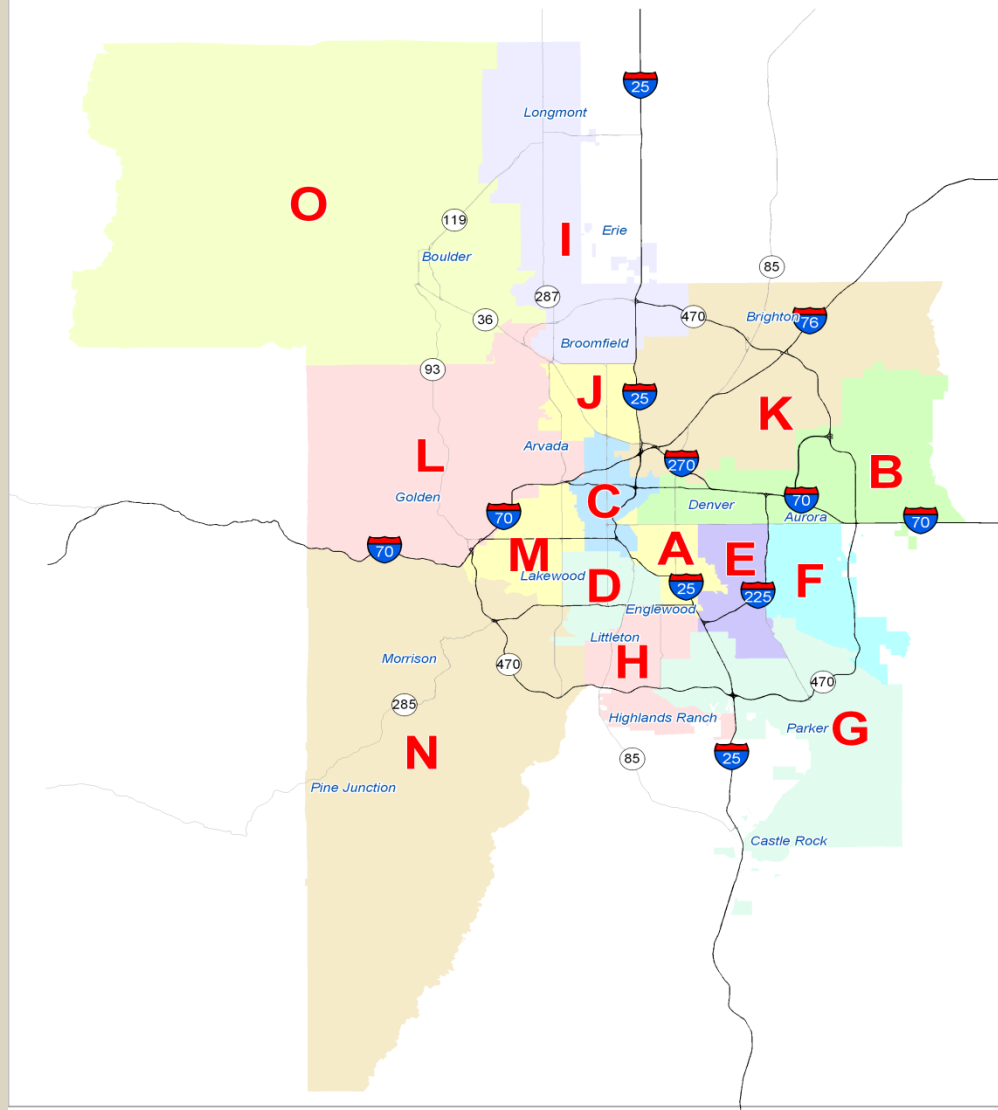 25
Longmont
O
119
I
Erie
Boulder
85
287
36
470
Brighton
76
Broomfield
93
J
25
K
Arvada
L
270
B
Golden
C
70
Denver
70
Aurora
70
70
M
A
E
F
Lakewood
D
25
225
Englewood
Littleton
Morrison
H
470
470
285
Highlands Ranch
Parker
G
N
25
85
Pine Junction
Castle Rock